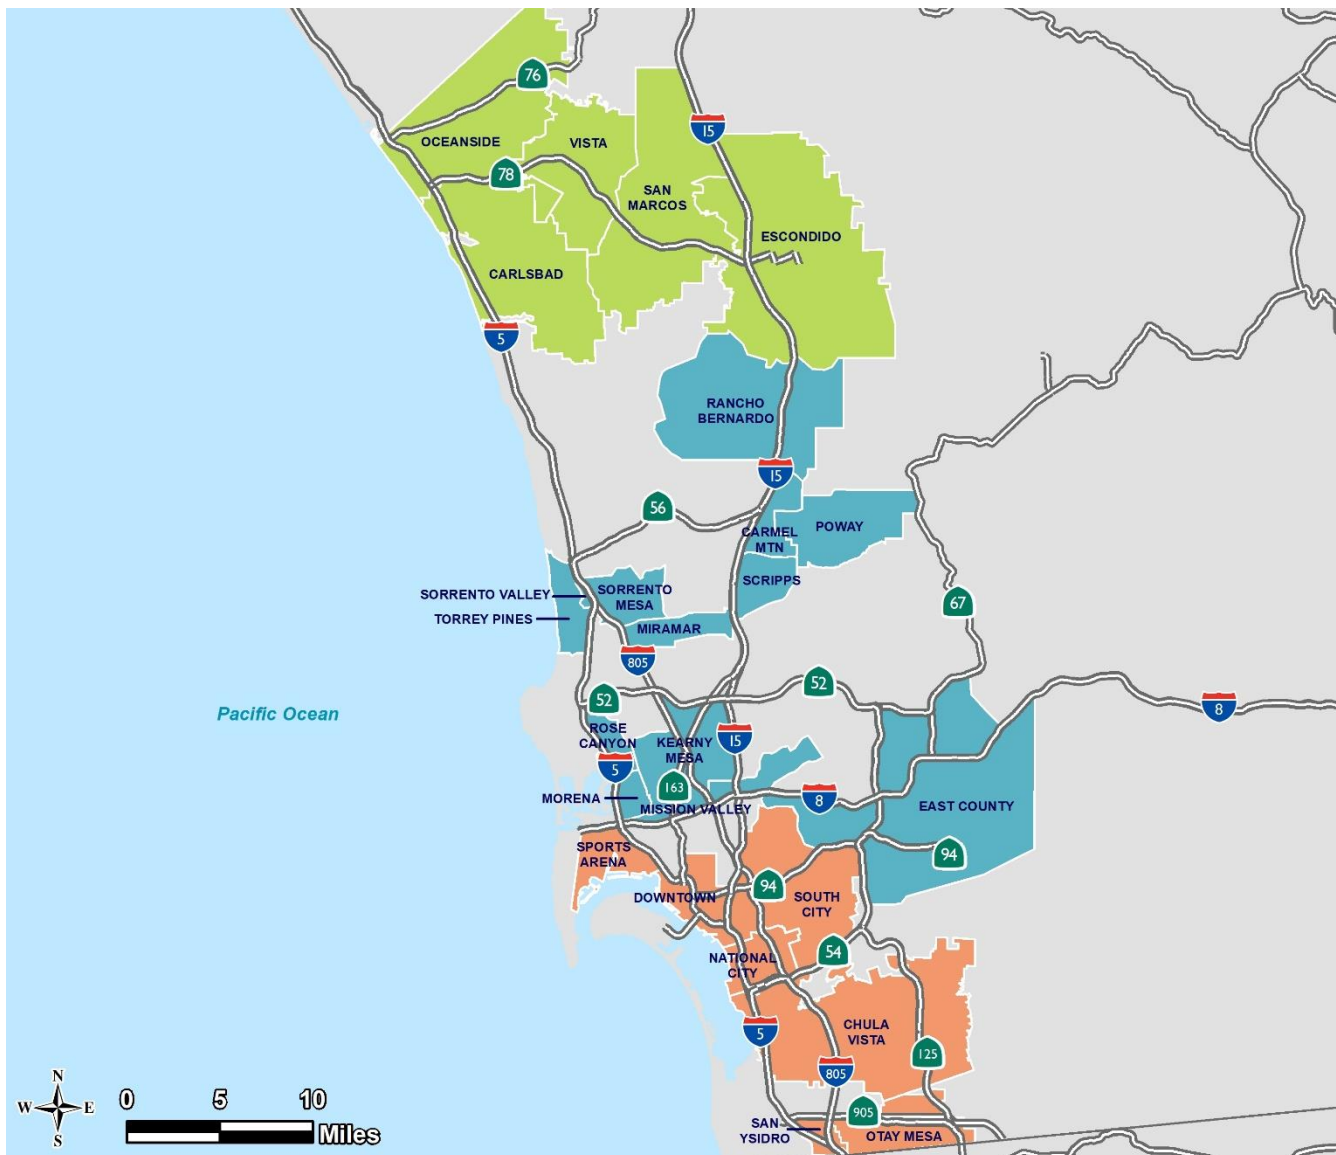 76
OCEANSIDE
VISTA
15
78
SAN
MARCOS
ESCONDIDO
CARLSBAD
5
RANCHO
BERNARDO
15
56
CARMEL
MTN
POWAY
SCRIPPS
SORRENTO VALLEY
SORRENTO
MESA
TORREY PINES
MIRAMAR
67
805
52
52
8
Pacific Ocean
ROSE
CANYON
KEARNY
MESA
15
5
163
MORENA
MISSION VALLEY
8
EAST COUNTY
SPORTS
ARENA
94
94
DOWNTOWN
SOUTH
CITY
NATIONAL
CITY
54
5
CHULA
VISTA
125
805
905
SAN
YSIDRO
OTAY MESA
N
W E
S
0 5 10
Miles